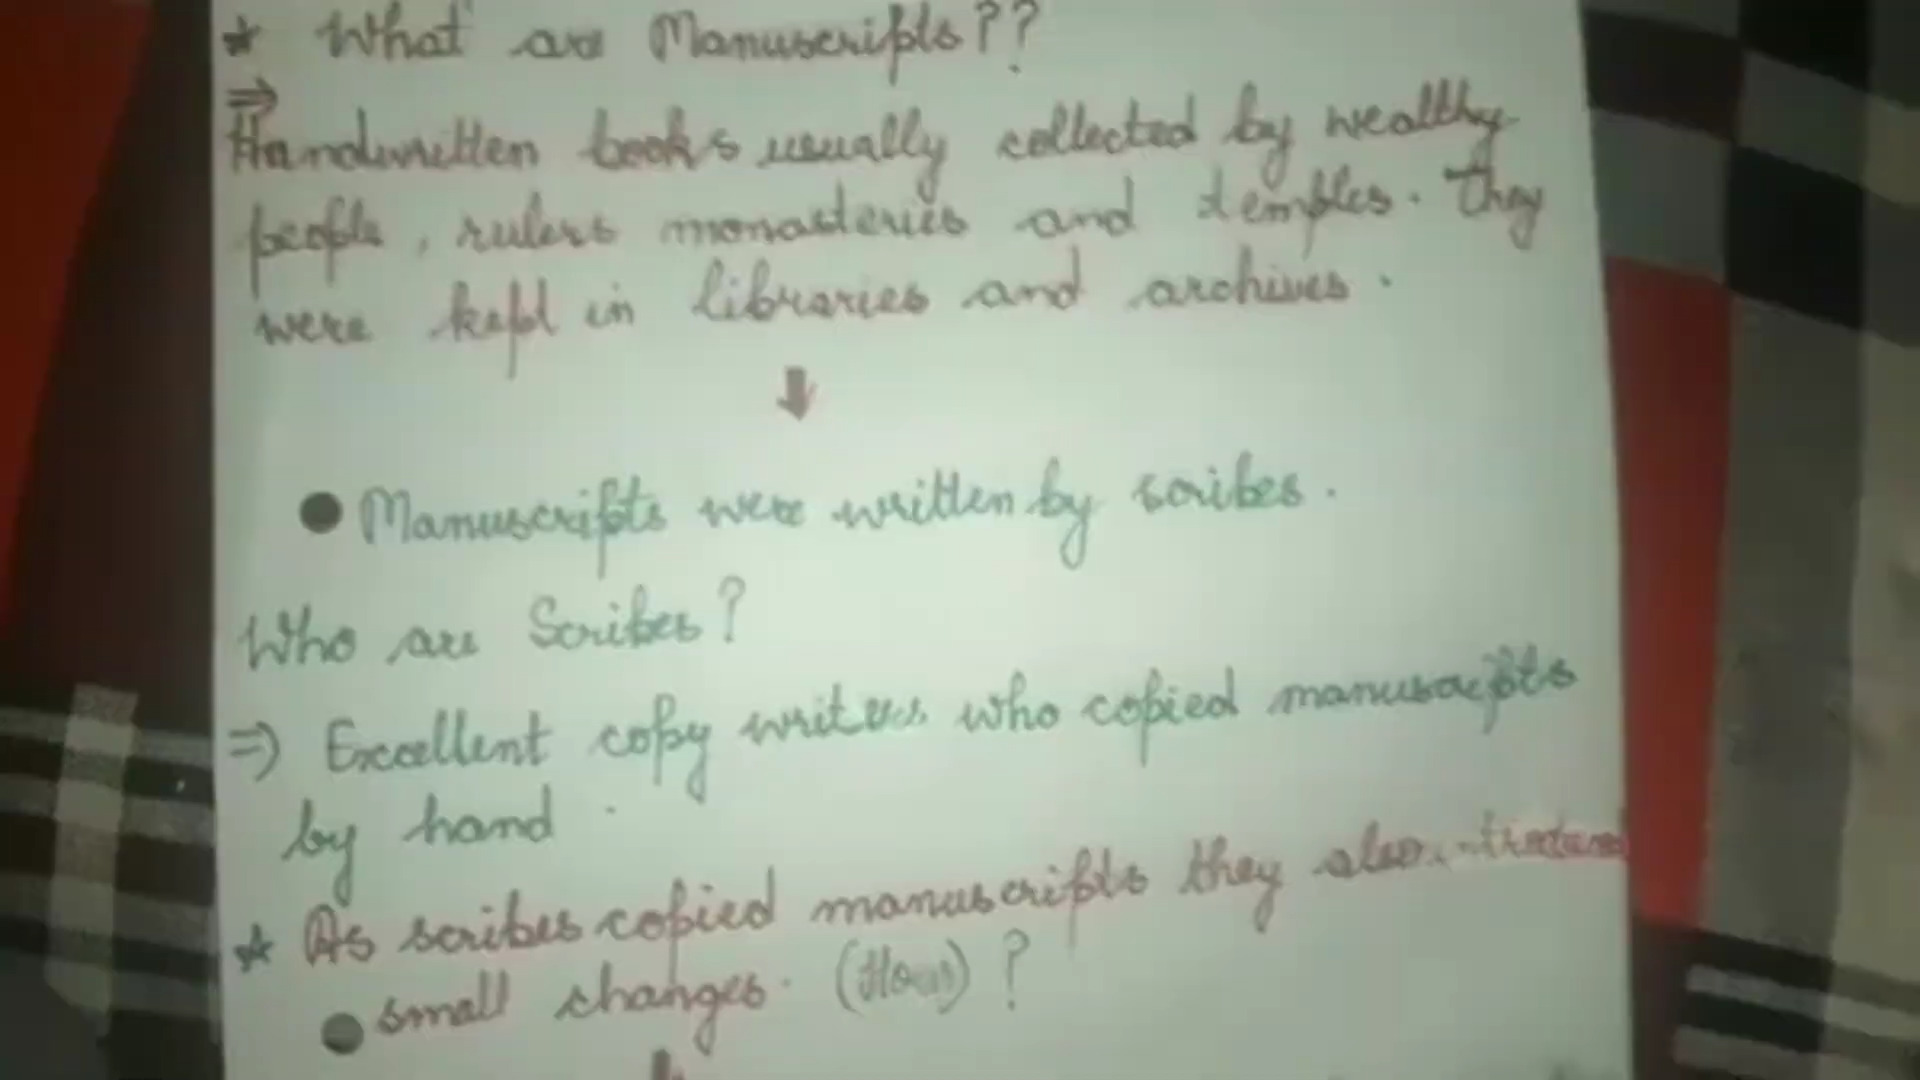 * What are Manuscripts??
⇒
Handwritten books usually collected by wealthy
people, rulers monasteries and temples. They
were kept in libraries and archives.
↓
● Manuscripts were written by scribes.
Who are Scribes?
⇒ Excellent copy writers who copied manuscripts
by hand.
* As scribes copied manuscripts they also
● small changes. (How) ?